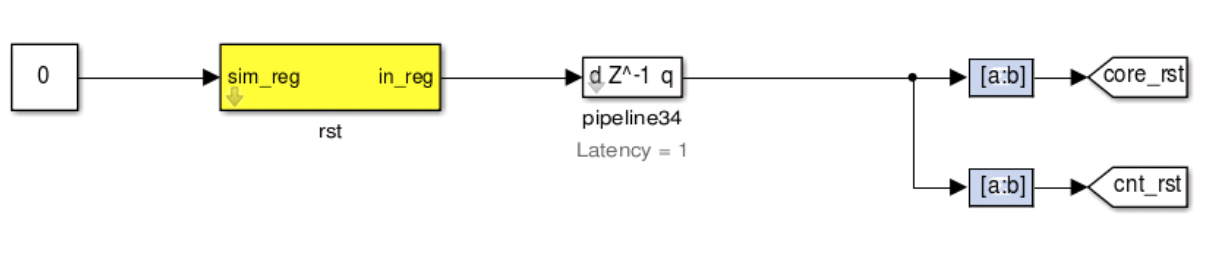 0
sim_reg in_reg
rst
d Z^-1 q
pipeline34
Latency = 1
[a:b]
core_rst
[a:b]
cnt_rst